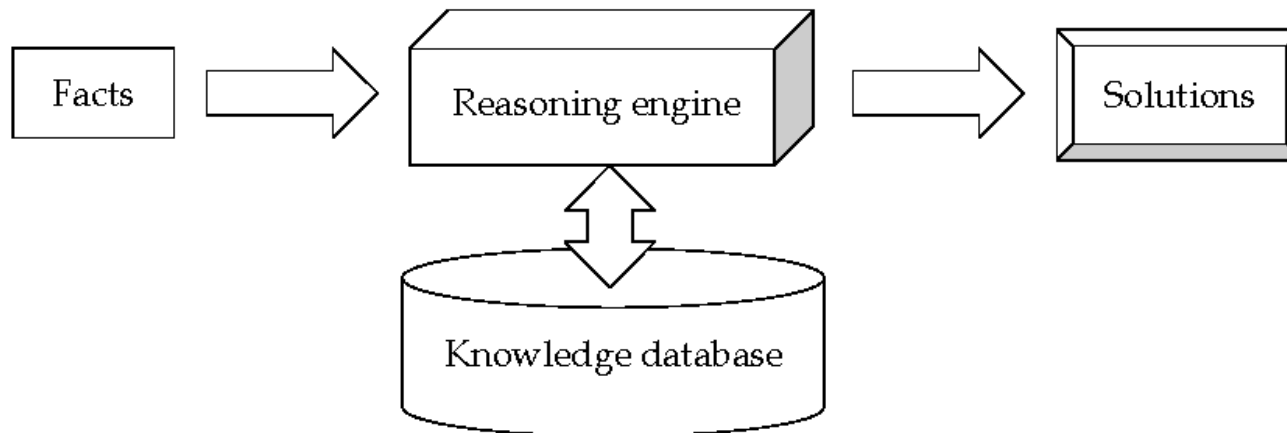 Facts
Reasoning engine
Solutions
Knowledge database